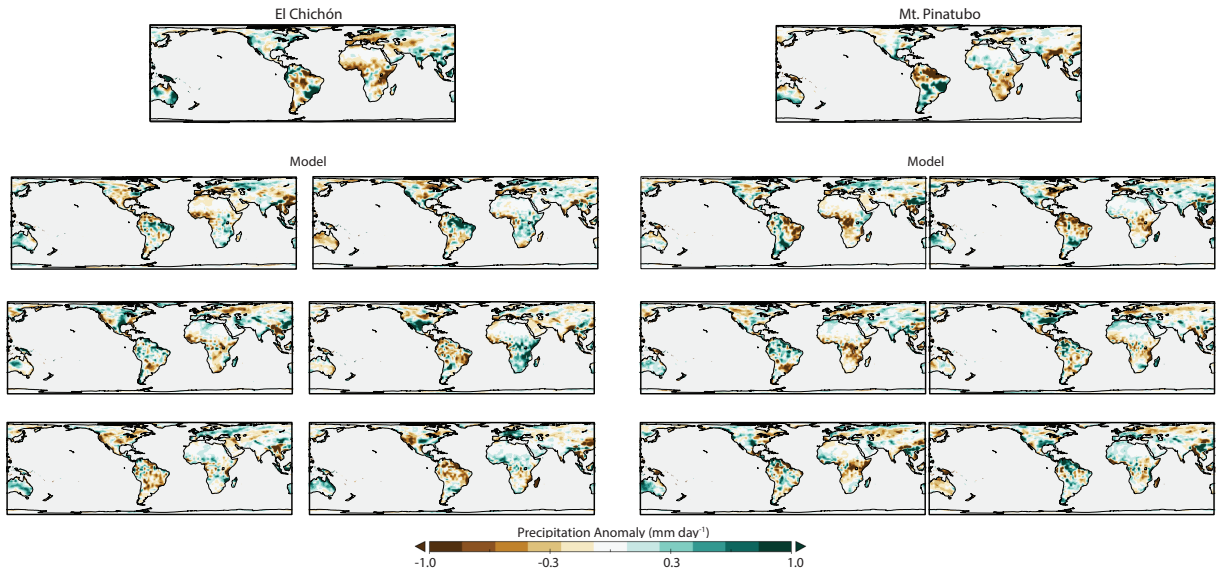 El Chichón
Mt. Pinatubo
Model
Model
Precipitation Anomaly (mm day⁻¹)
-1.0
-0.3
0.3
1.0